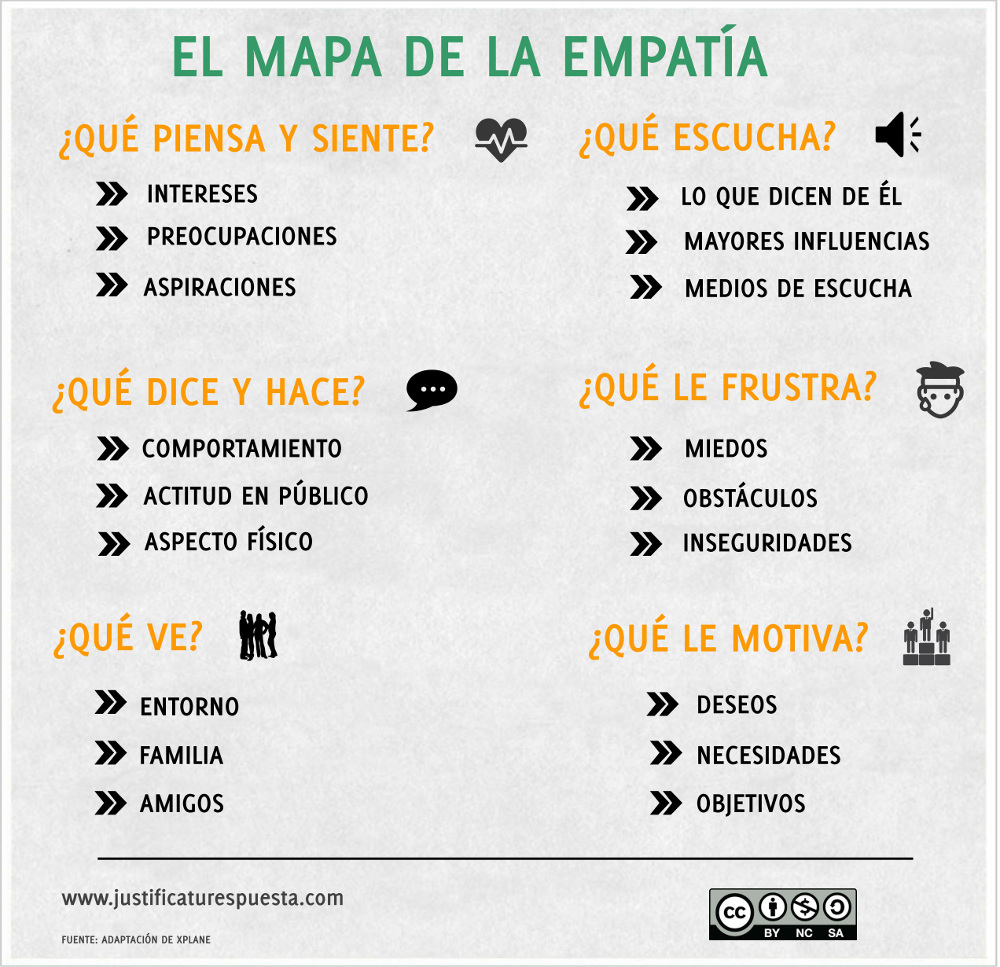 EL MAPA DE LA EMPATÍA
¿QUÉ PIENSA Y SIENTE?
INTERESES
PREOCUPACIONES
ASPIRACIONES
¿QUÉ ESCUCHA?
LO QUE DICEN DE ÉL
MAYORES INFLUENCIAS
MEDIOS DE ESCUCHA
¿QUÉ DICE Y HACE?
COMPORTAMIENTO
ACTITUD EN PÚBLICO
ASPECTO FÍSICO
¿QUÉ LE FRUSTRA?
MIEDOS
OBSTÁCULOS
INSEGURIDADES
¿QUÉ VE?
ENTORNO
FAMILIA
AMIGOS
¿QUÉ LE MOTIVA?
DESEOS
NECESIDADES
OBJETIVOS
www.justificaturespuesta.com
FUENTE: ADAPTACIÓN DE XPLANE
cc
BY NC SA